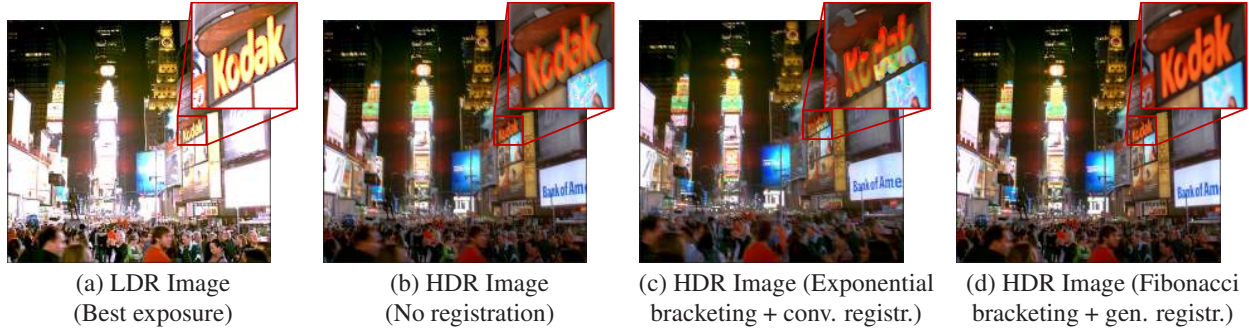 Kodak
Kodak
Kodak
Kodak
Kodak
Bank of Ame
Bank of Ame
Bank of Ame
(a) LDR Image
(Best exposure)
(b) HDR Image
(No registration)
(c) HDR Image (Exponential
bracketing + conv. registr.)
(d) HDR Image (Fibonacci
bracketing + gen. registr.)